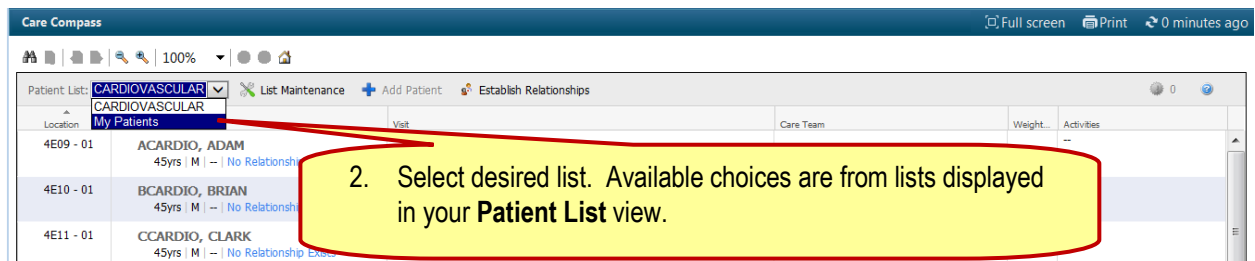 Care Compass Full screen Print 0 minutes ago
100%
Patient List: CARDIOVASCULAR List Maintenance Add Patient Establish Relationships 0
CARDIOVASCULAR
My Patients
Location Visit Care Team Weight... Activities
4E09 - 01 ACARDIO, ADAM --
45yrs | M | -- | No Relationship
4E10 - 01 BCARDIO, BRIAN
45yrs | M | -- | No Relationshi
4E11 - 01 CCARDIO, CLARK
45yrs | M | -- | No Relationship Exists
2. Select desired list. Available choices are from lists displayed
in your Patient List view.